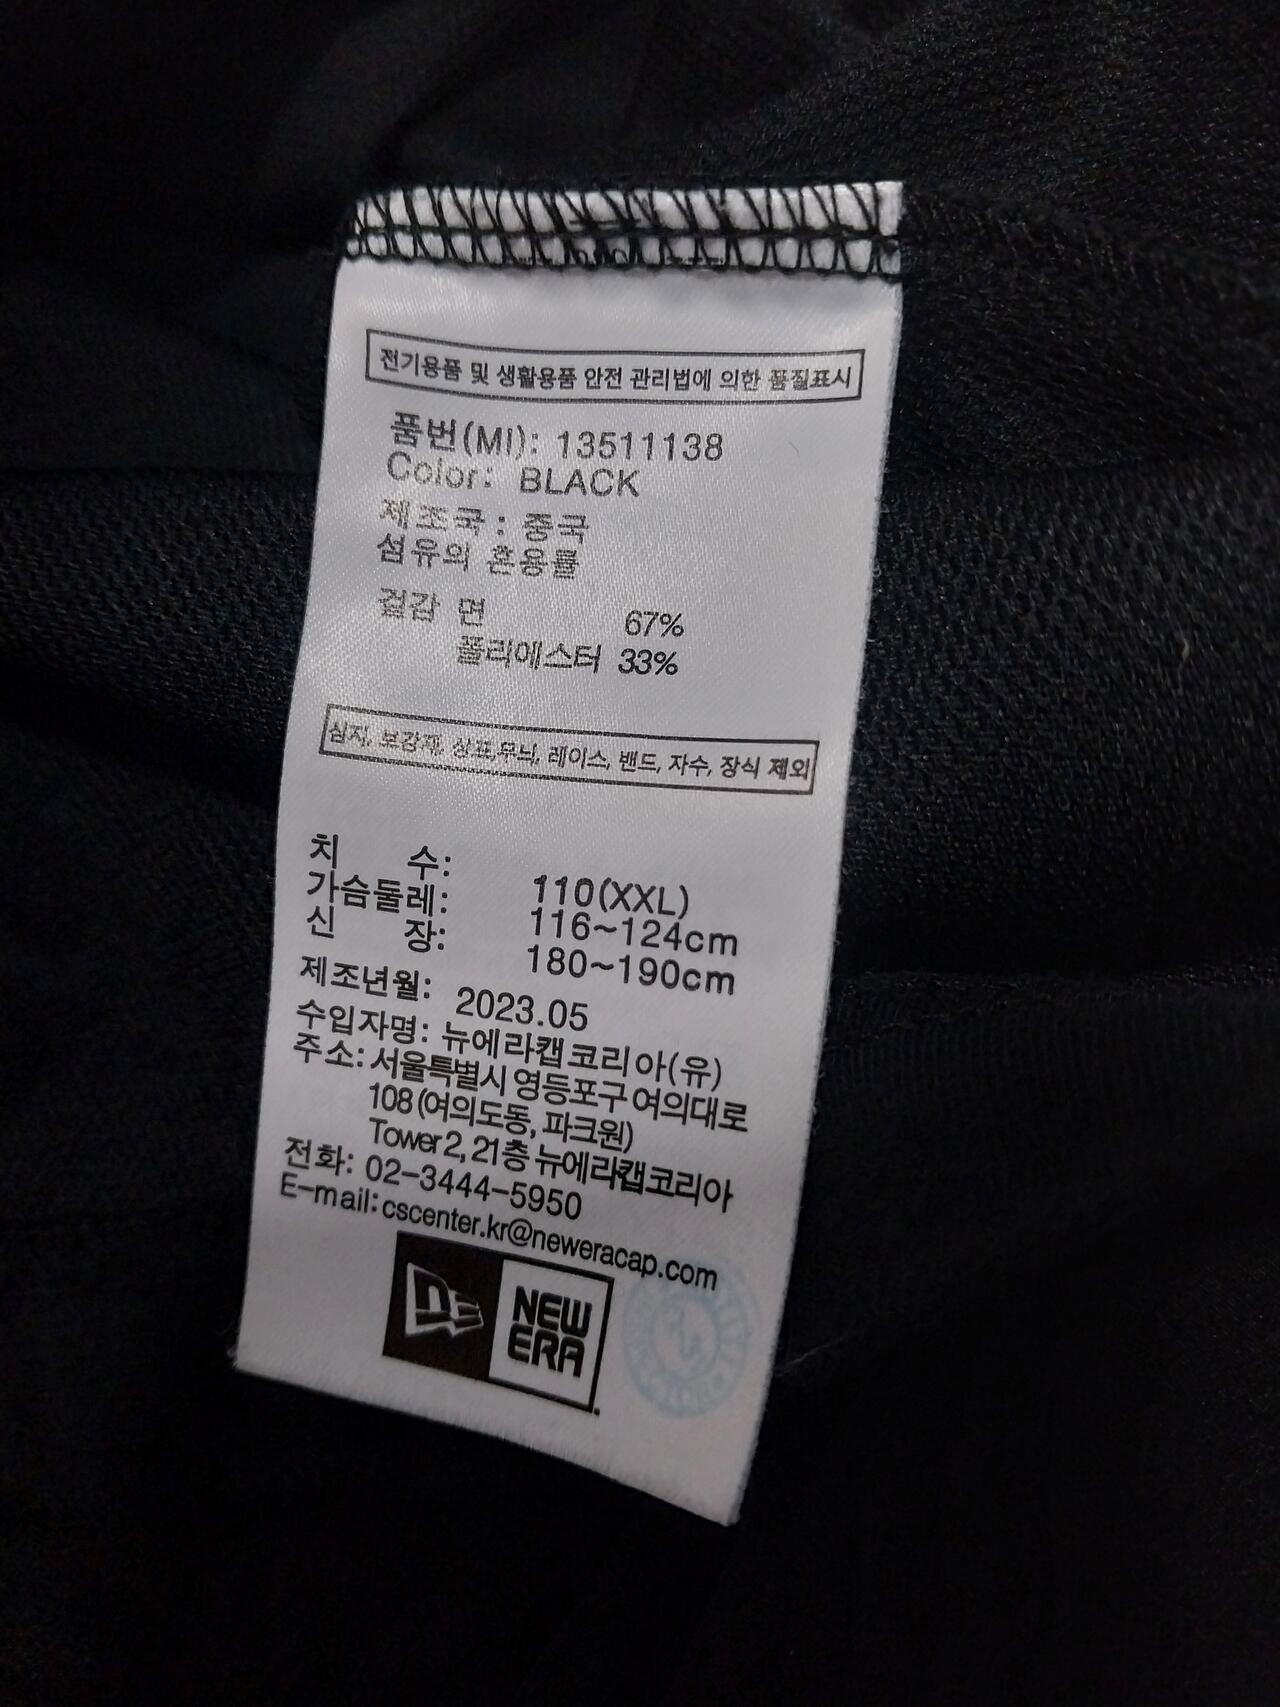 전기용품 및 생활용품 안전 관리법에 의한 품질표시
품번(MI): 13511138
Color: BLACK
제조국 : 중국
섬유의 혼용률
겉감 면 67%
폴리에스터 33%
심지, 보강재, 상표,무늬, 레이스, 밴드, 자수, 장식 제외
치 수: 110(XXL)
가슴둘레: 116~124cm
신 장: 180~190cm
제조년월: 2023.05
수입자명: 뉴에라캡코리아(유)
주소: 서울특별시 영등포구 여의대로
108 (여의도동, 파크원)
Tower 2, 21층 뉴에라캡코리아
전화: 02-3444-5950
E-mail: cscenter.kr@neweracap.com
NEW
ERA